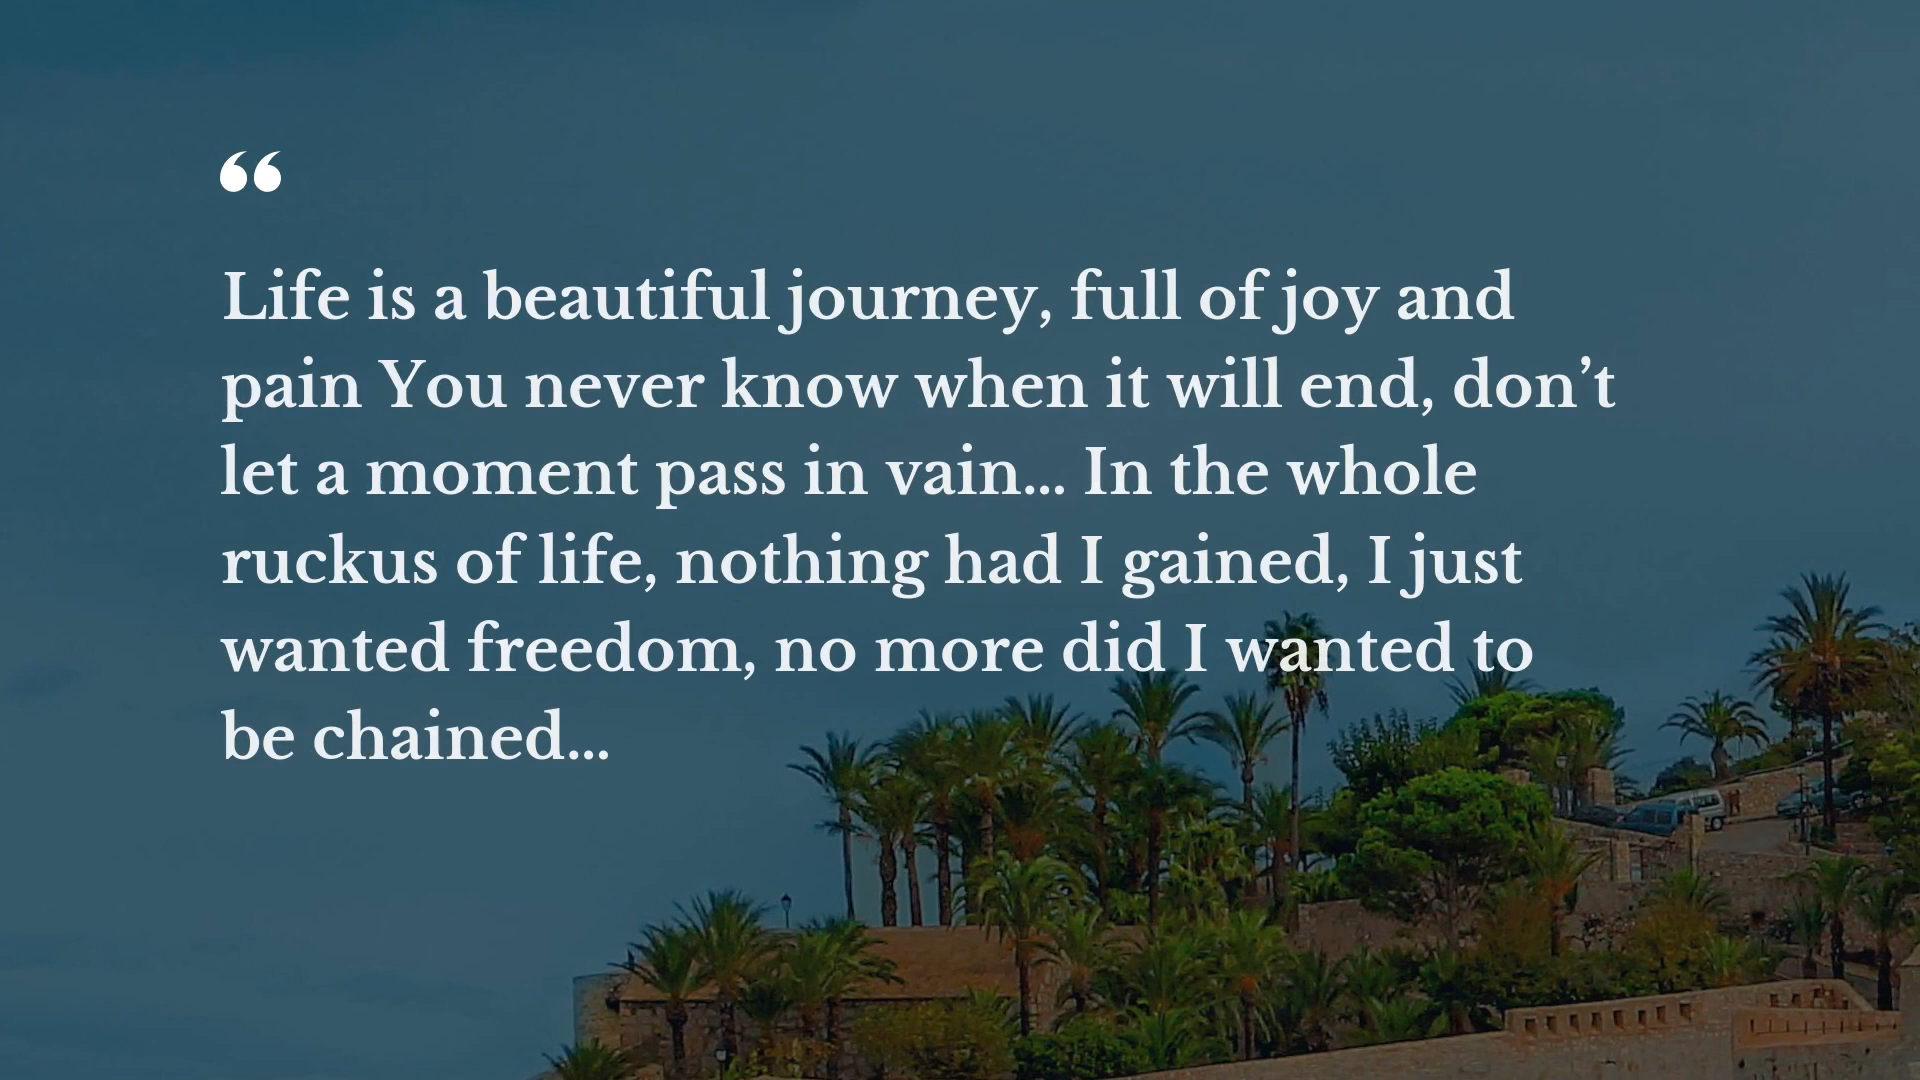 “
Life is a beautiful journey, full of joy and
pain You never know when it will end, don’t
let a moment pass in vain... In the whole
ruckus of life, nothing had I gained, I just
wanted freedom, no more did I wanted to
be chained...